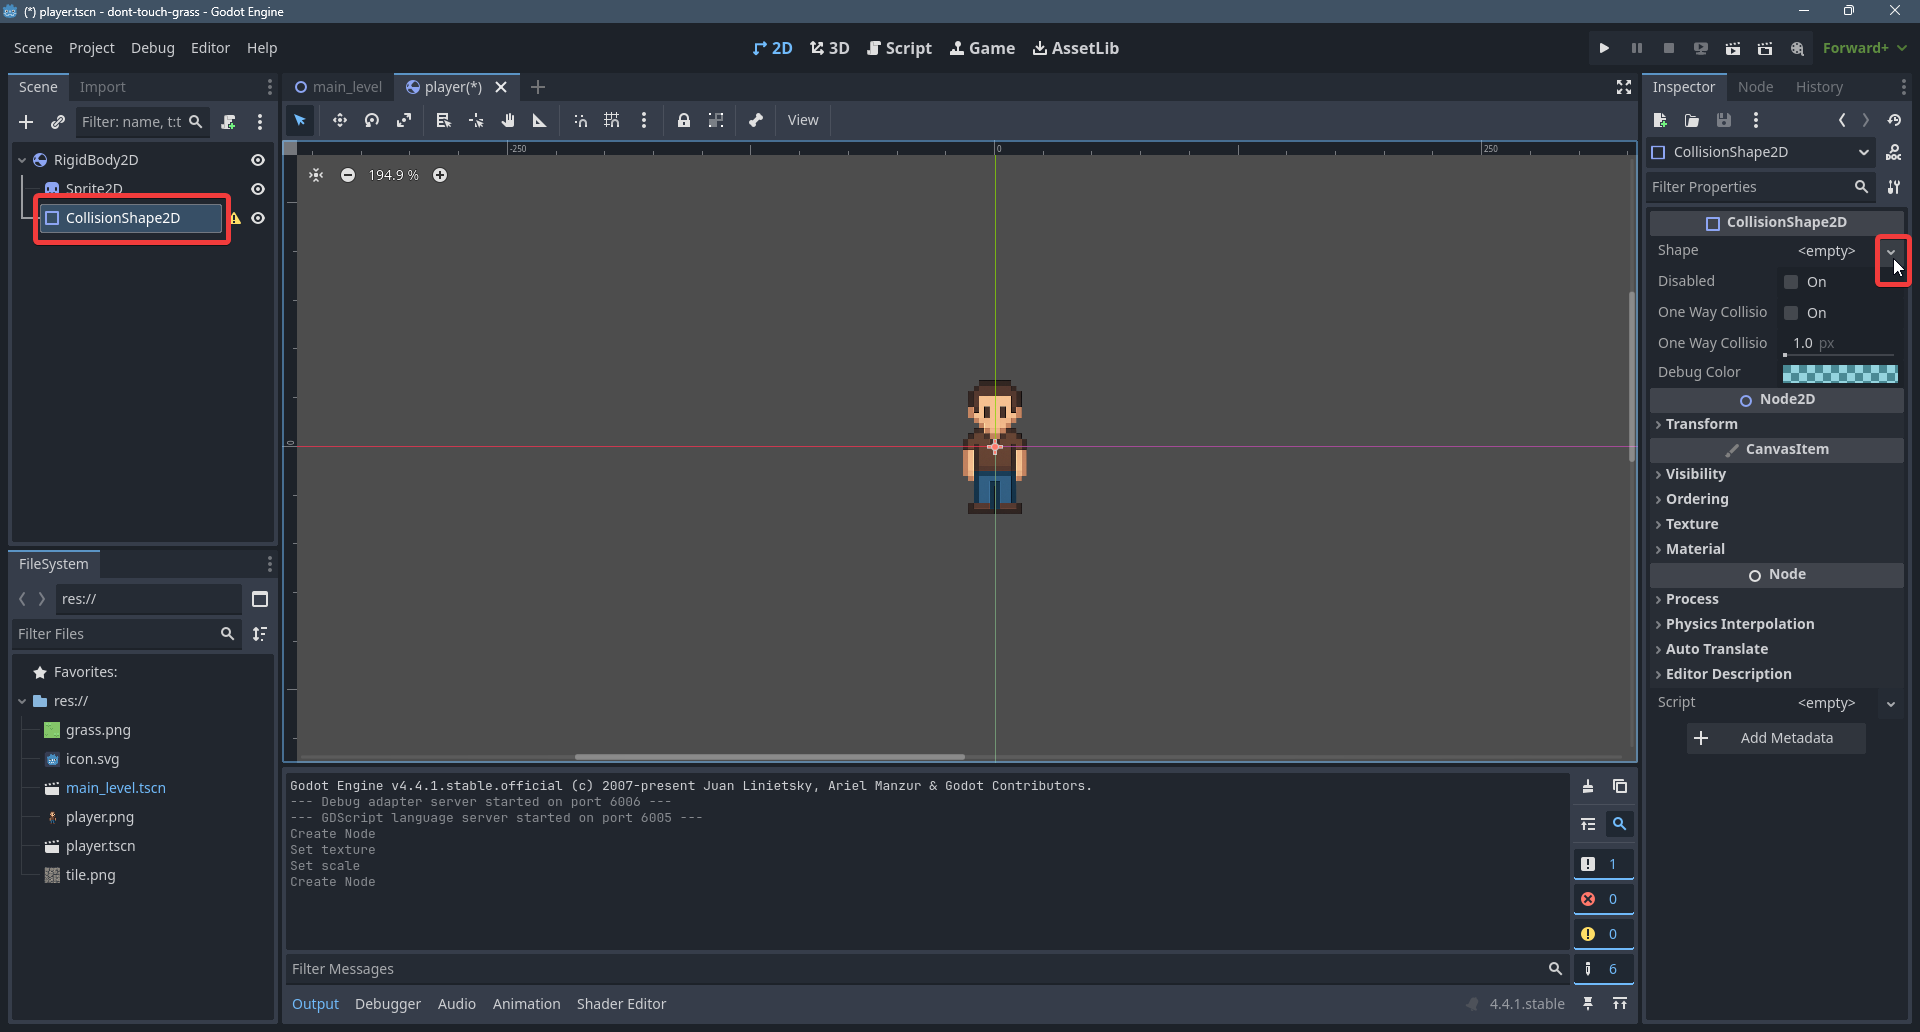 (*) player.tscn - dont-touch-grass - Godot Engine
Scene Project Debug Editor Help
2D 3D Script Game AssetLib
Forward+
Scene Import
Filter: name, t:t
RigidBody2D
Sprite2D
CollisionShape2D
FileSystem
res://
Filter Files
Favorites:
res://
grass.png
icon.svg
main_level.tscn
player.png
player.tscn
tile.png
main_level player(*)
View
-250 0 250
194.9 %
0
Godot Engine v4.4.1.stable.official (c) 2007-present Juan Linietsky, Ariel Manzur & Godot Contributors.
--- Debug adapter server started on port 6006 ---
--- GDScript language server started on port 6005 ---
Create Node
Set texture
Set scale
Create Node
1
0
0
6
Filter Messages
Output Debugger Audio Animation Shader Editor
4.4.1.stable
Inspector Node History
CollisionShape2D
DOC
Filter Properties
CollisionShape2D
Shape <empty>
Disabled On
One Way Collisio On
One Way Collisio 1.0 px
Debug Color
Node2D
Transform
CanvasItem
Visibility
Ordering
Texture
Material
Node
Process
Physics Interpolation
Auto Translate
Editor Description
Script <empty>
Add Metadata